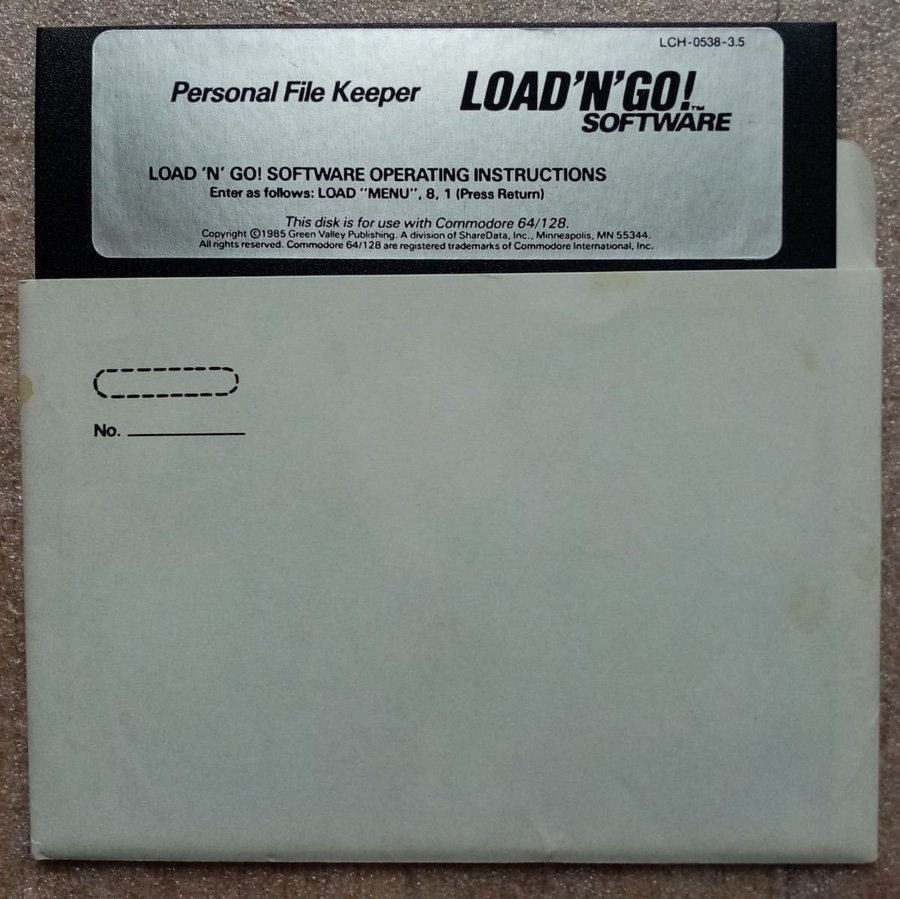 LCH-0538-3.5
Personal File Keeper LOAD'N'GO!™
SOFTWARE
LOAD 'N' GO! SOFTWARE OPERATING INSTRUCTIONS
Enter as follows: LOAD "MENU", 8, 1 (Press Return)
This disk is for use with Commodore 64/128.
Copyright ©1985 Green Valley Publishing. A division of ShareData, Inc., Minneapolis, MN 55344.
All rights reserved. Commodore 64/128 are registered trademarks of Commodore International, Inc.
No.